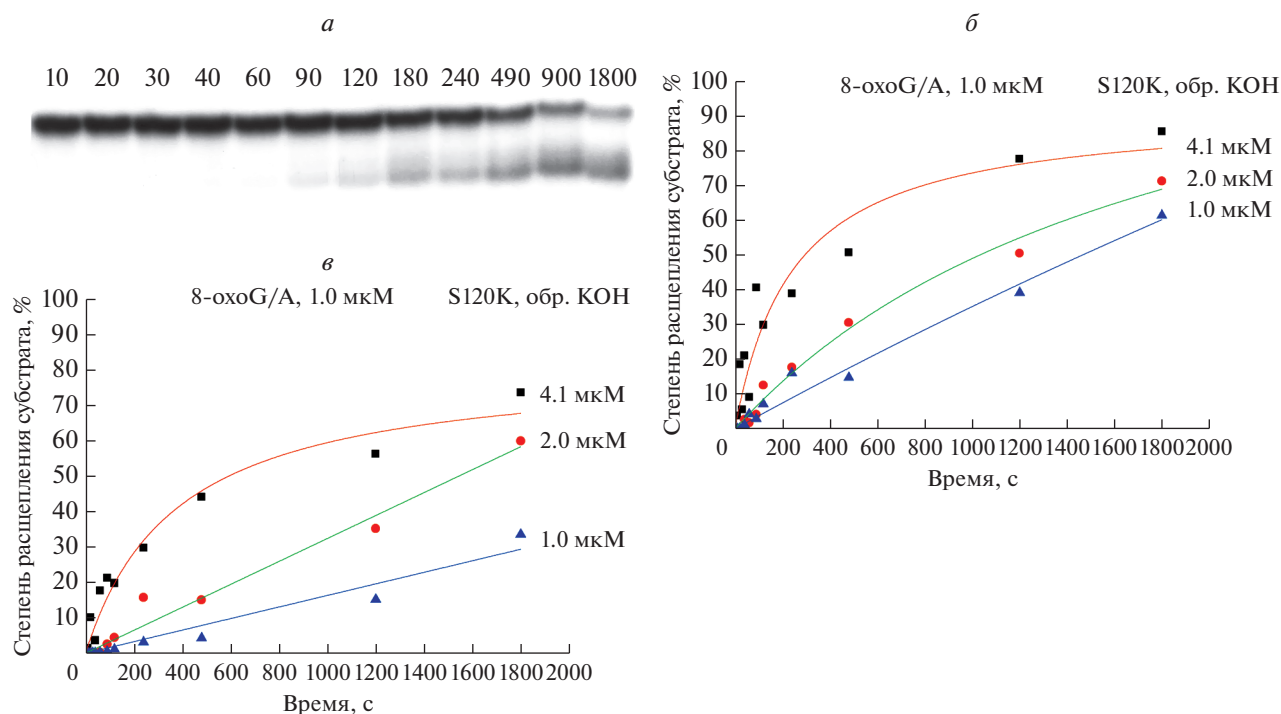 а
10 20 30 40 60 90 120 180 240 490 900 1800
б
8-oxoG/A, 1.0 мкМ S120K, обр. КОН
Степень расщепления субстрата, %
100
90
80
70
60
50
40
30
20
10
4.1 мкМ
2.0 мкМ
1.0 мкМ
0 200 400 600 800 1000 1200 1400 1600 1800 2000
Время, с
в
8-oxoG/A, 1.0 мкМ S120K, обр. КОН
Степень расщепления субстрата, %
100
90
80
70
60
50
40
30
20
10
4.1 мкМ
2.0 мкМ
1.0 мкМ
0 200 400 600 800 1000 1200 1400 1600 1800 2000
Время, с